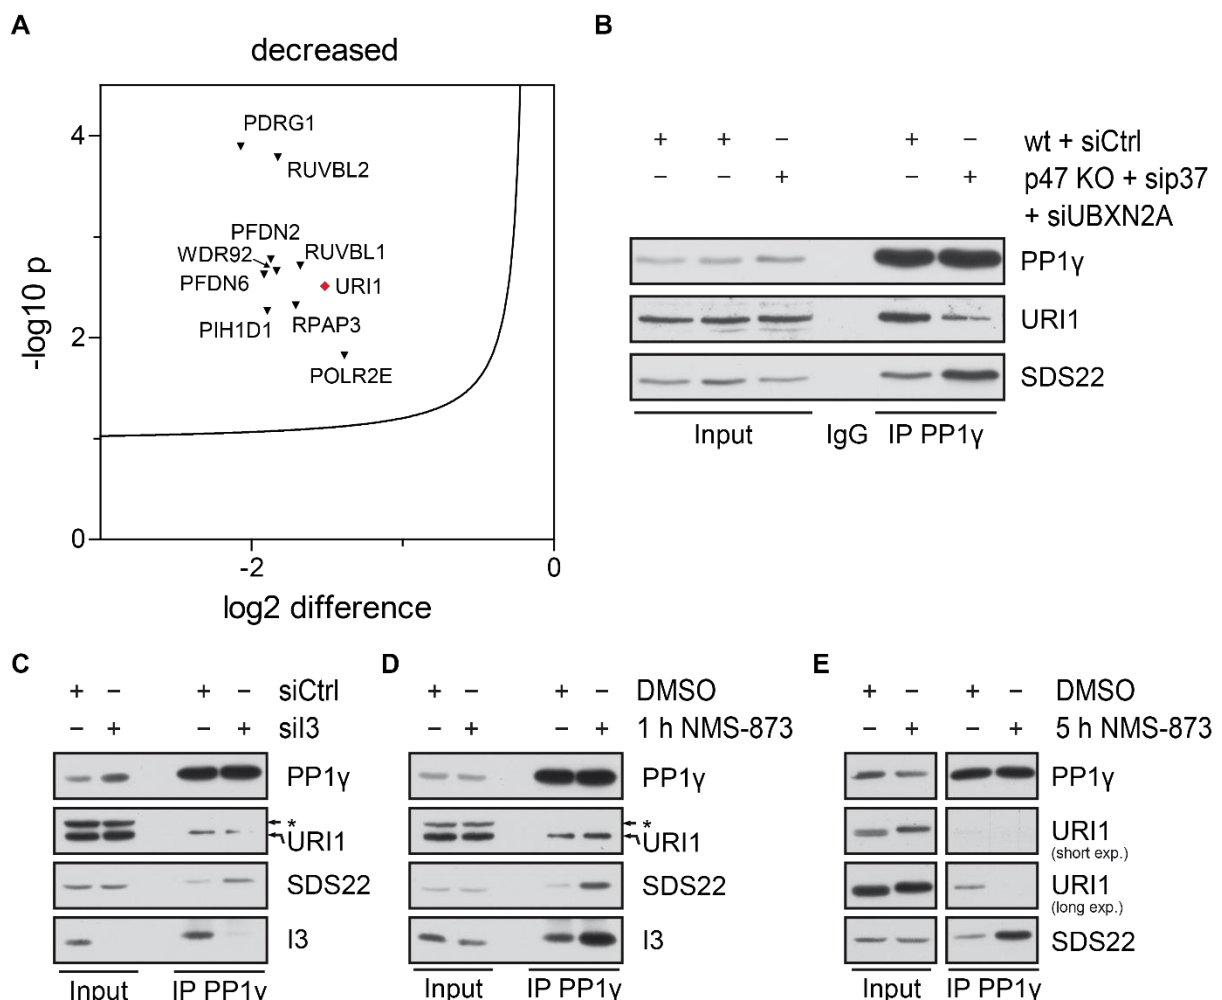 A
decreased
4
2
0
-log10 p
PDRG1
RUVBL2
PFDN2
WDR92
RUVBL1
PFDN6
URI1
PIH1D1
RPAP3
POLR2E
-2
0
log2 difference
B
+ + – + – wt + siCtrl
– – + – + p47 KO + sip37
+ siUBXN2A
PP1γ
URI1
SDS22
Input IgG IP PP1γ
C
+ – + – siCtrl
– + – + siI3
PP1γ
*
URI1
SDS22
I3
Input IP PP1γ
D
+ – + – DMSO
– + – + 1 h NMS-873
PP1γ
*
URI1
SDS22
I3
Input IP PP1γ
E
+ – + – DMSO
– + – + 5 h NMS-873
PP1γ
URI1
(short exp.)
URI1
(long exp.)
SDS22
Input IP PP1γ